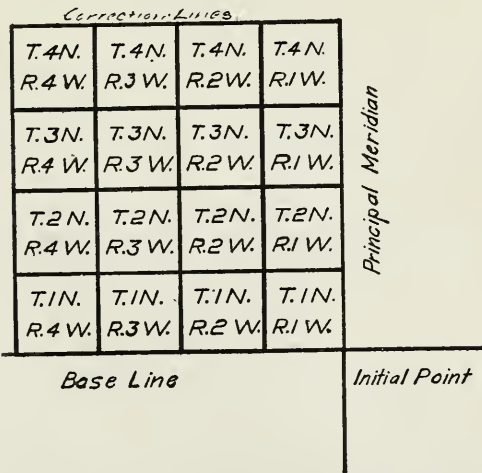 Correction Lines
T.4N. T.4N. T.4N. T.4N.
R.4W. R.3W. R.2W. R.1W.
T.3N. T.3N. T.3N. T.3N.
R.4W. R.3W. R.2W. R.1W.
T.2N. T.2N. T.2N. T.2N.
R.4W. R.3W. R.2W. R.1W.
T.1N. T.1N. T.1N. T.1N.
R.4W. R.3W. R.2W. R.1W.
Principal Meridian
Base Line
Initial Point